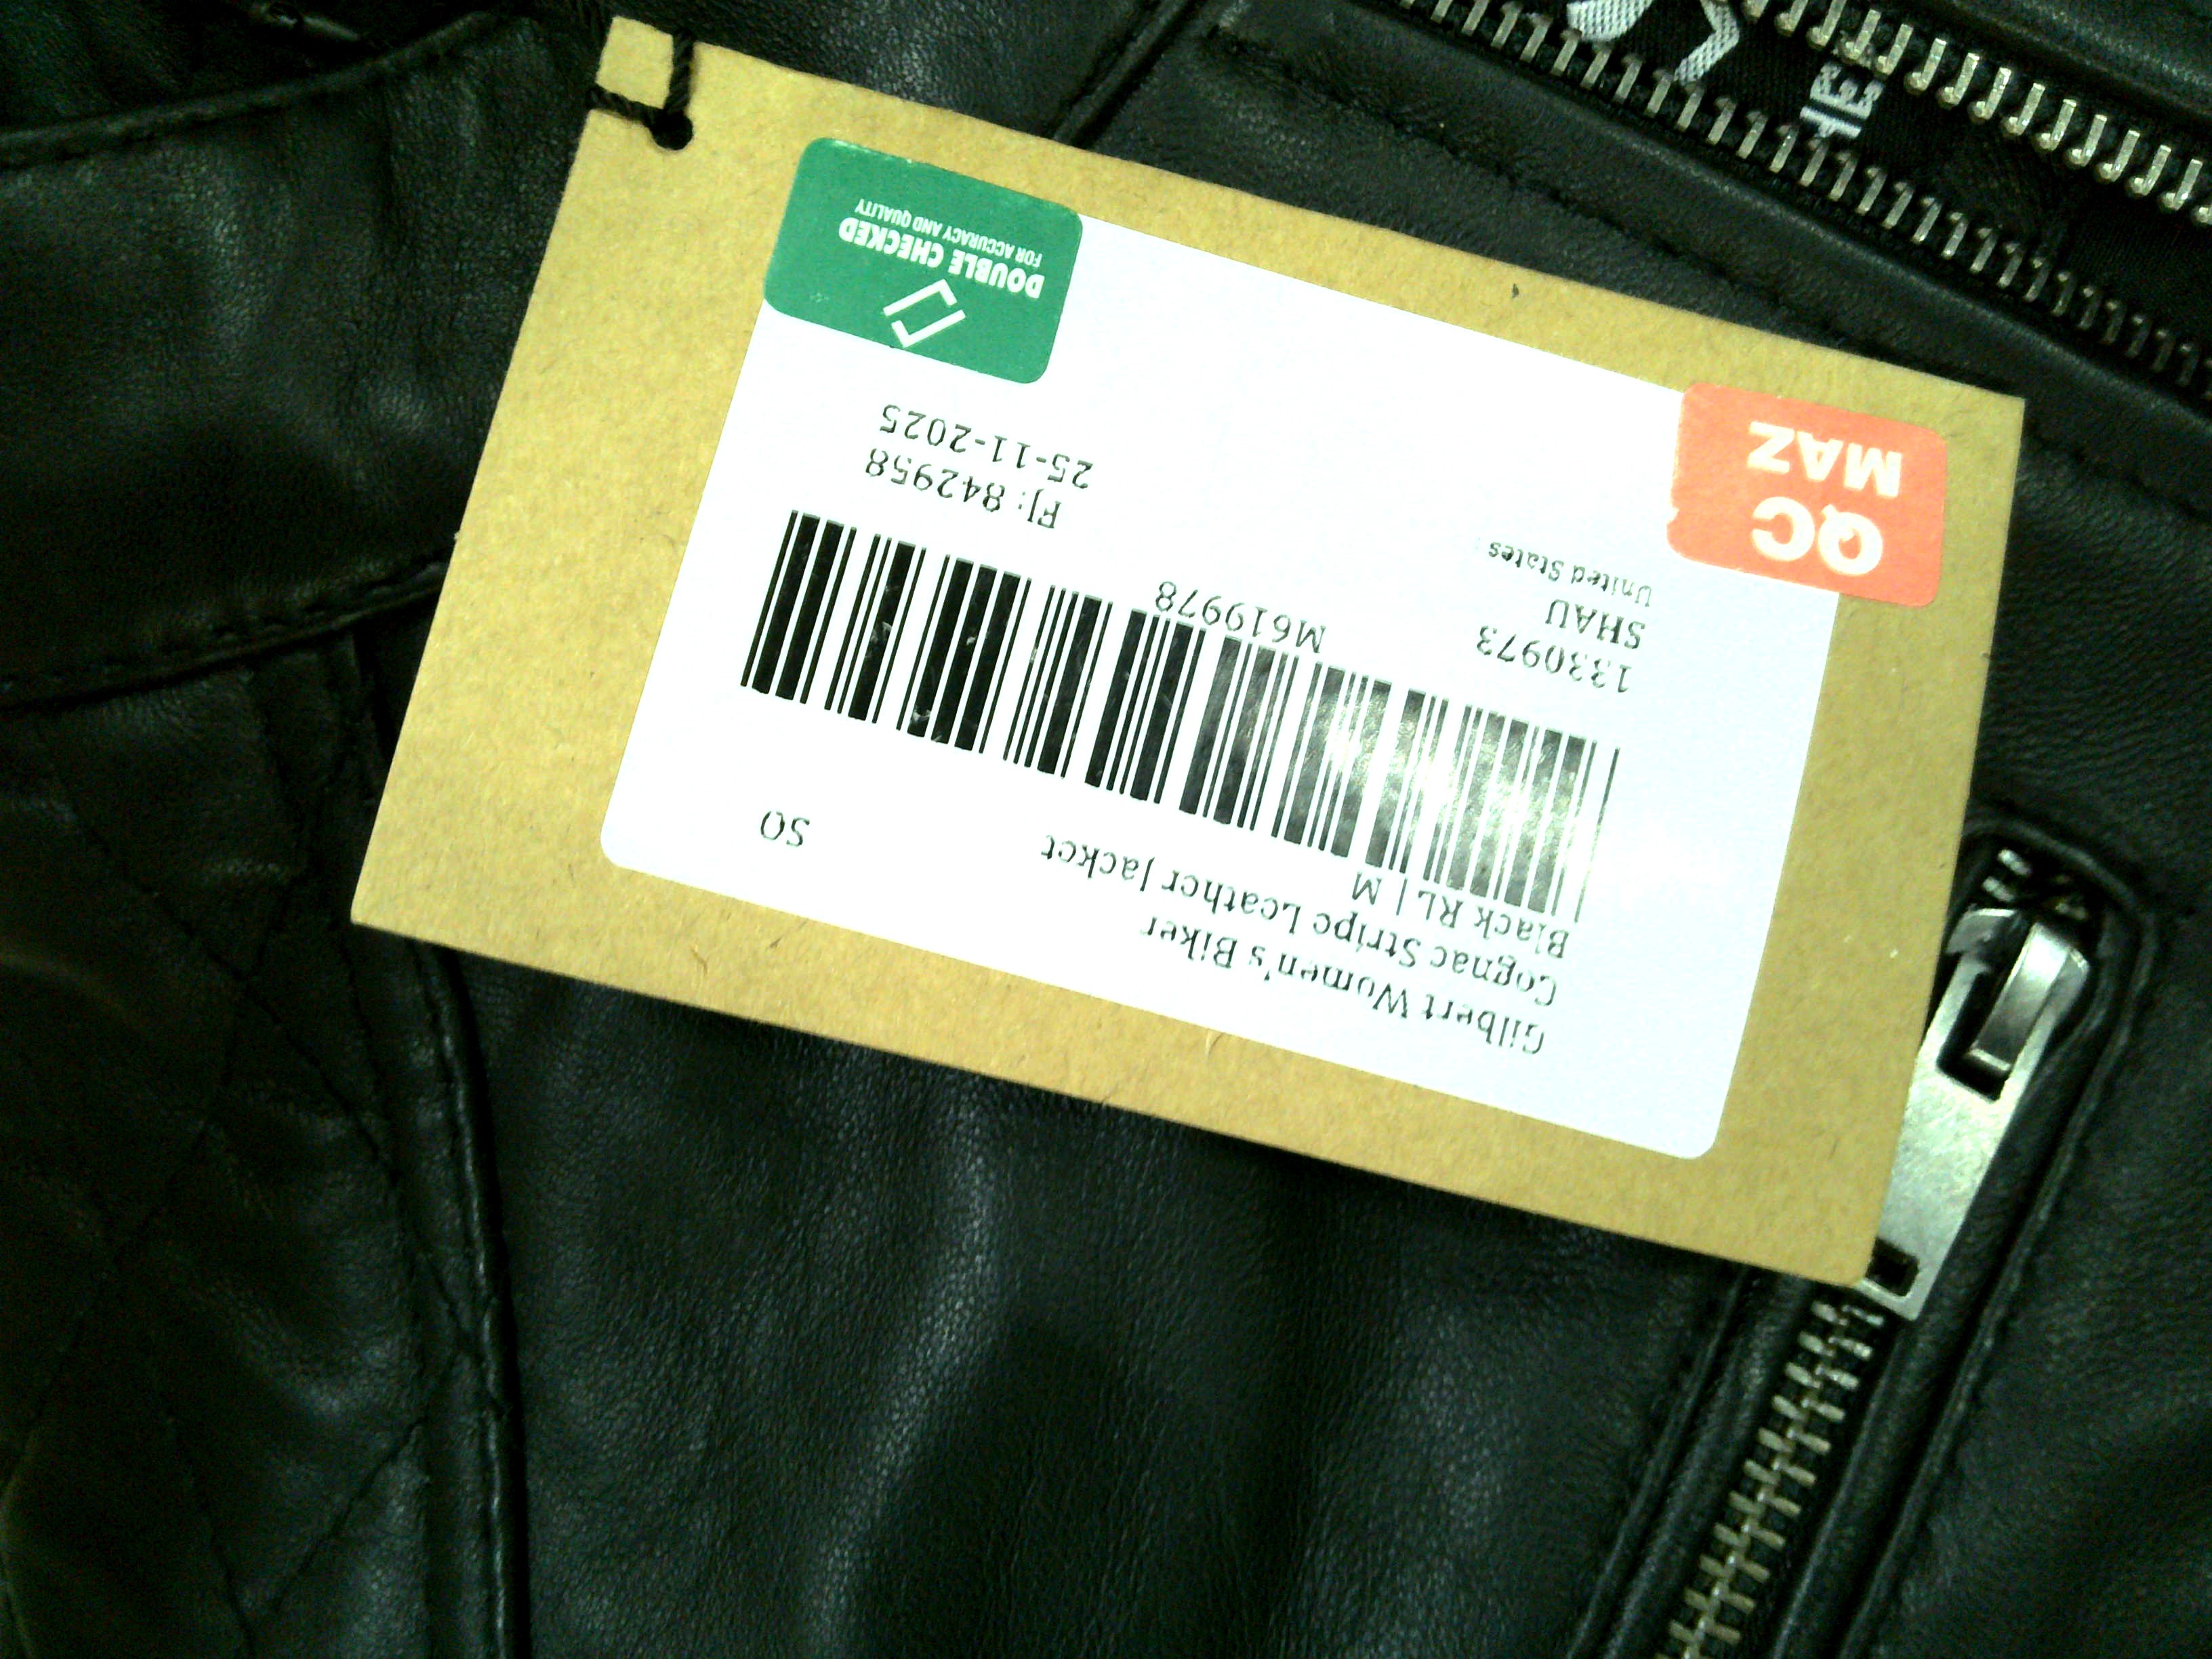 Gilbert Women's Biker
Cognac Stripe Leather Jacket
Black RL | M
SO
M619978
1330973
SHAU
United States
FJ: 842958
25-11-2025
QC
MAZ
DOUBLE CHECKED
FOR ACCURACY AND QUALITY